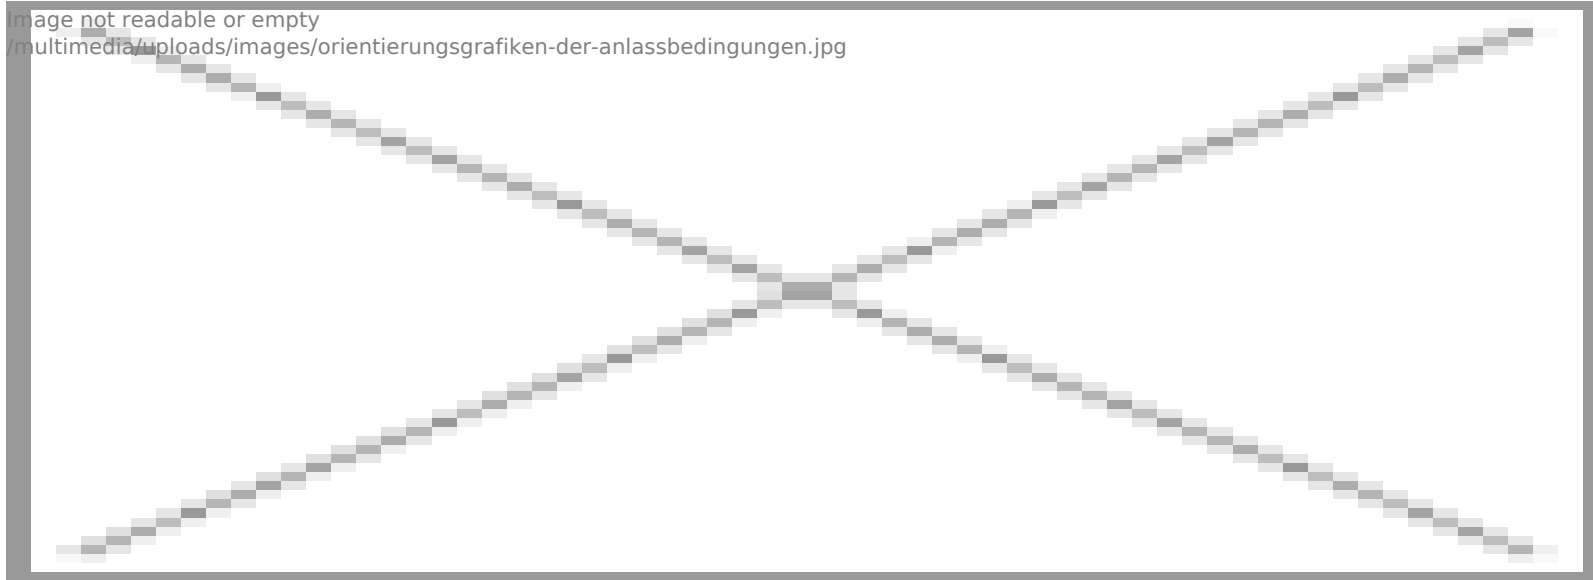 Image not readable or empty
/multimedia/uploads/images/orientierungsgrafiken-der-anlassbedingungen.jpg